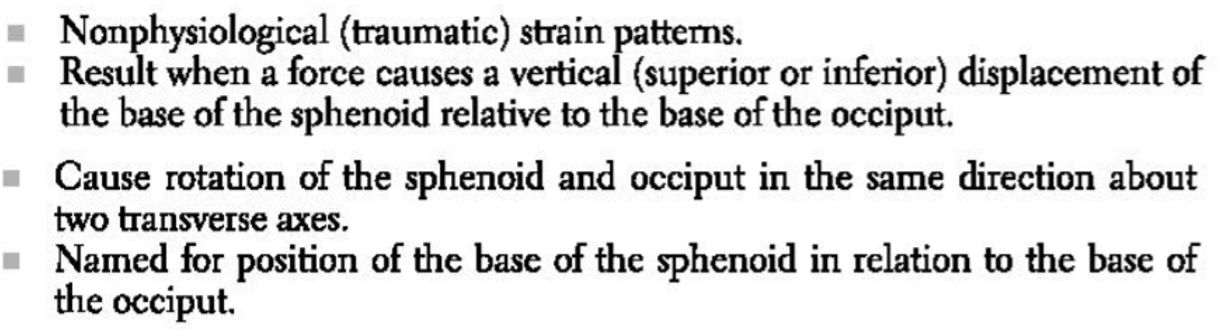 Nonphysiological (traumatic) strain patterns.
Result when a force causes a vertical (superior or inferior) displacement of
the base of the sphenoid relative to the base of the occiput.
Cause rotation of the sphenoid and occiput in the same direction about
two transverse axes.
Named for position of the base of the sphenoid in relation to the base of
the occiput.